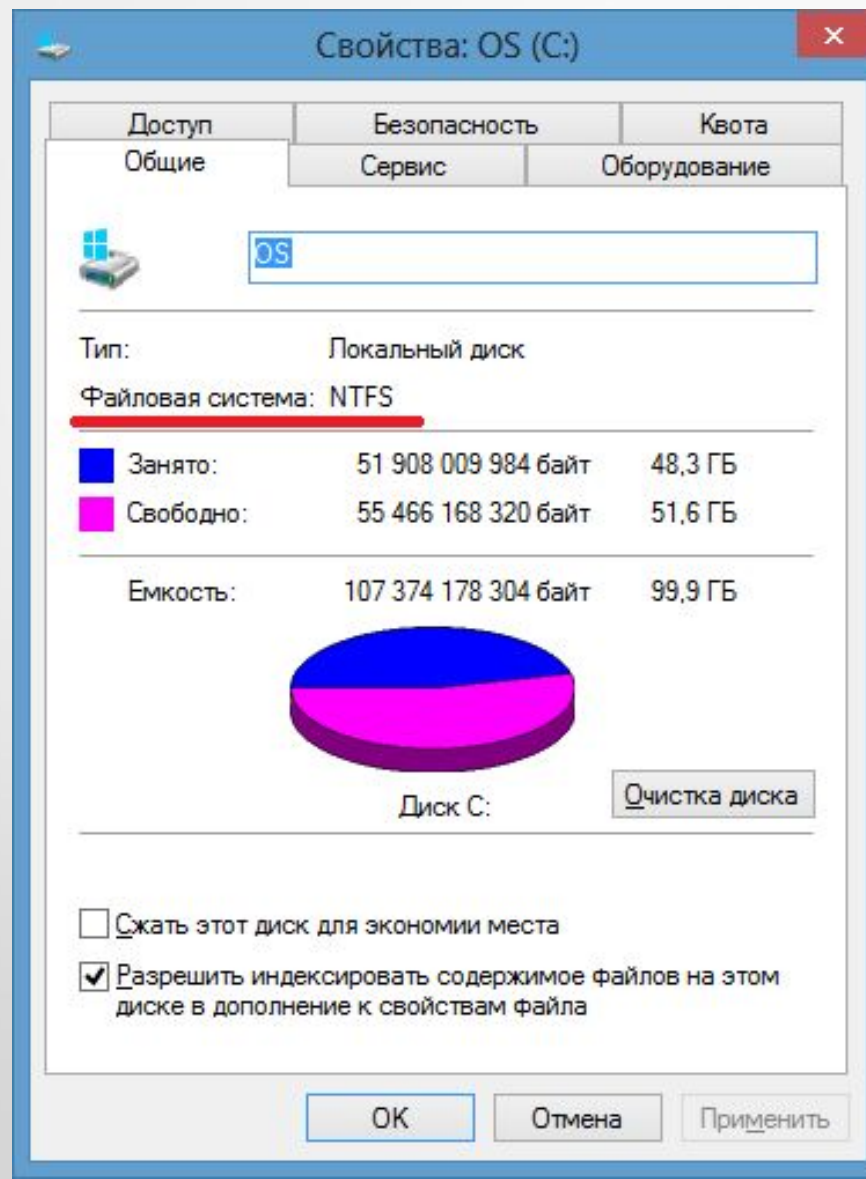 Свойства: OS (C:)
Доступ Безопасность Квота
Общие Сервис Оборудование
OS
Тип: Локальный диск
Файловая система: NTFS
Занято: 51 908 009 984 байт 48,3 ГБ
Свободно: 55 466 168 320 байт 51,6 ГБ
Емкость: 107 374 178 304 байт 99,9 ГБ
Диск C:
Очистка диска
Сжать этот диск для экономии места
Разрешить индексировать содержимое файлов на этом
диске в дополнение к свойствам файла
OK Отмена Применить